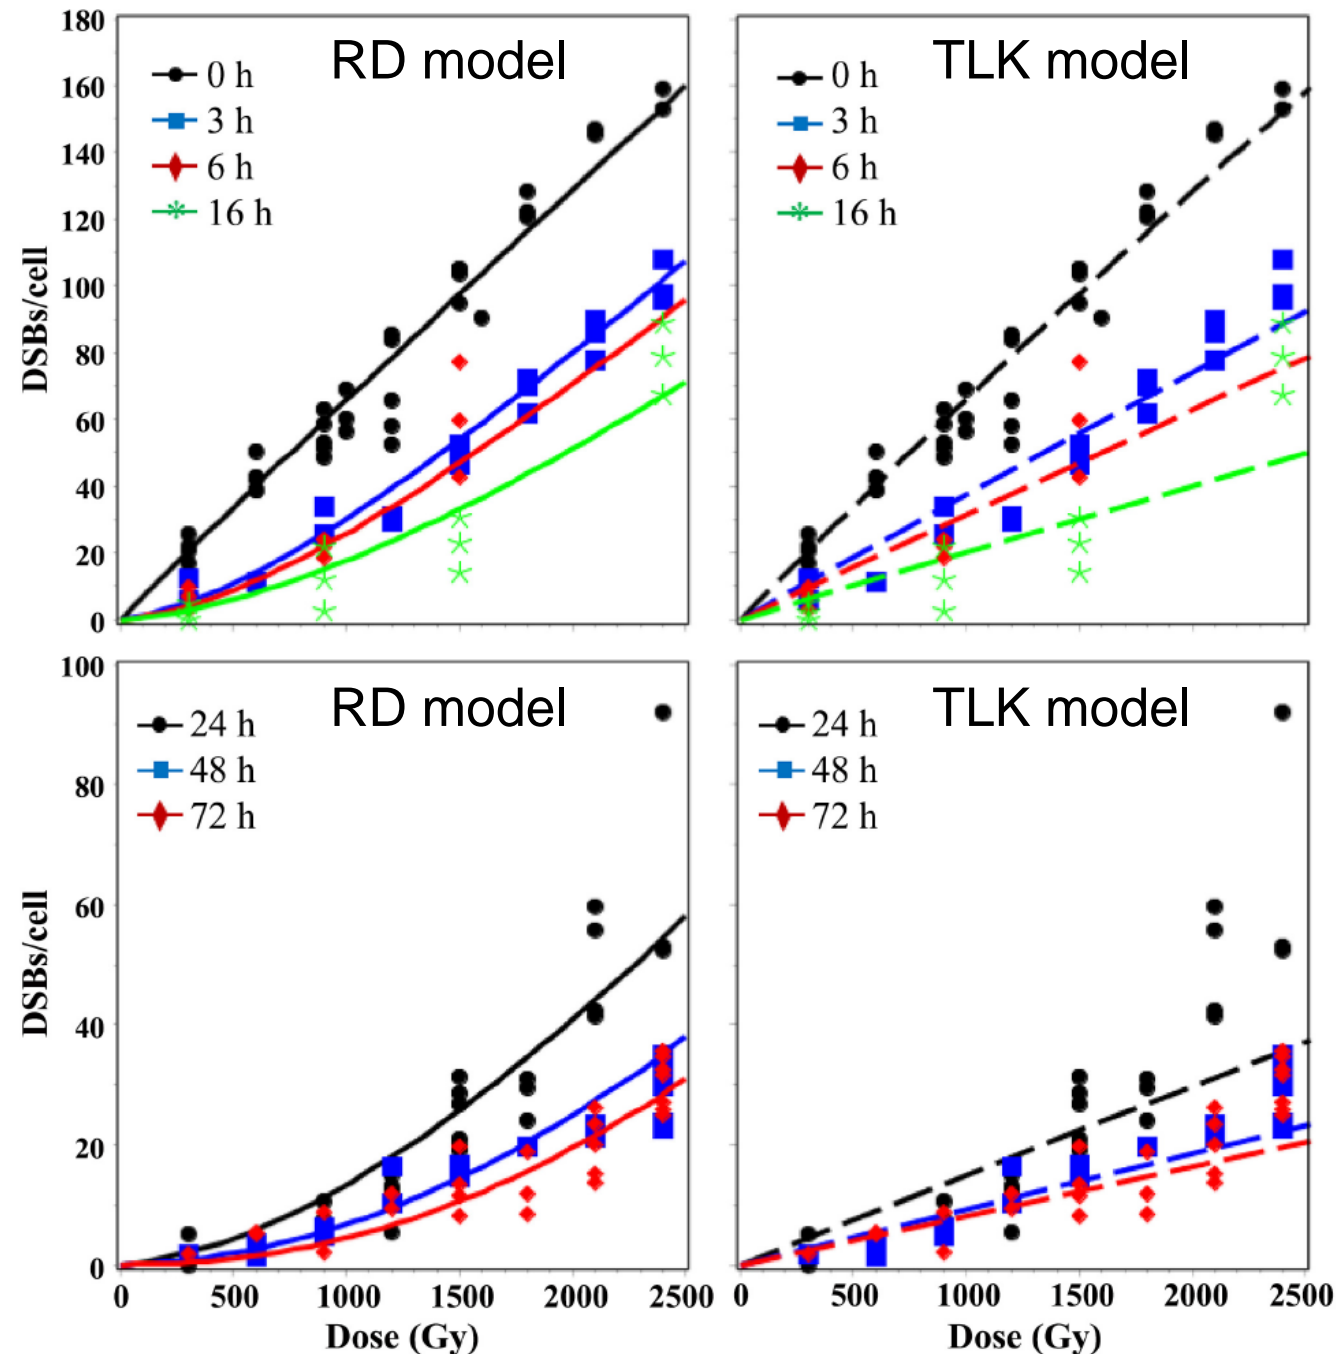 RD model
0 h
3 h
6 h
16 h
180
160
140
120
100
80
60
40
20
0
DSBs/cell
TLK model
0 h
3 h
6 h
16 h
RD model
24 h
48 h
72 h
100
80
60
40
20
0
DSBs/cell
0 500 1000 1500 2000 2500
Dose (Gy)
TLK model
24 h
48 h
72 h
0 500 1000 1500 2000 2500
Dose (Gy)